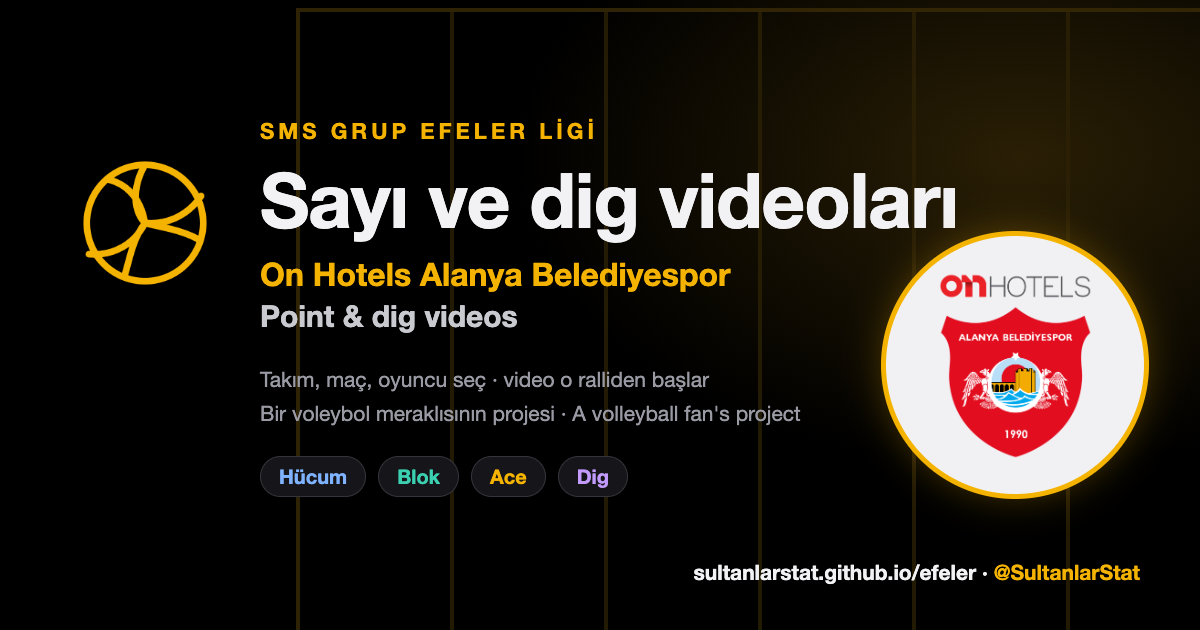 SMS GRUP EFELER LİGİ
Sayı ve dig videoları
On Hotels Alanya Belediyespor
Point & dig videos
Takım, maç, oyuncu seç · video o ralliden başlar
Bir voleybol meraklısının projesi · A volleyball fan's project
Hücum Blok Ace Dig
onHOTELS
ALANYA BELEDİYESPOR
1990
sultanlarstat.github.io/efeler · @SultanlarStat